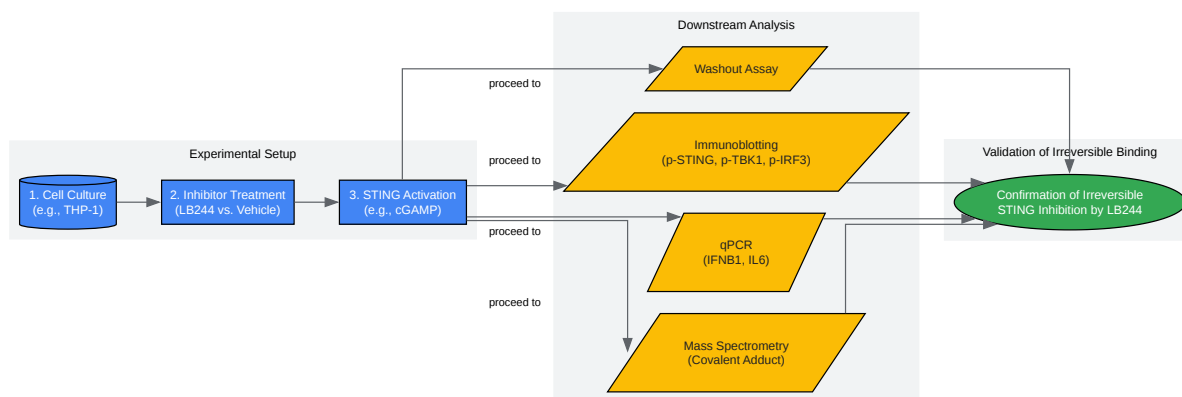 Experimental Setup
1. Cell Culture
(e.g., THP-1)
2. Inhibitor Treatment
(LB244 vs. Vehicle)
3. STING Activation
(e.g., cGAMP)
proceed to
proceed to
proceed to
proceed to
Downstream Analysis
Washout Assay
Immunoblotting
(p-STING, p-TBK1, p-IRF3)
qPCR
(IFNB1, IL6)
Mass Spectrometry
(Covalent Adduct)
Validation of Irreversible Binding
Confirmation of Irreversible
STING Inhibition by LB244